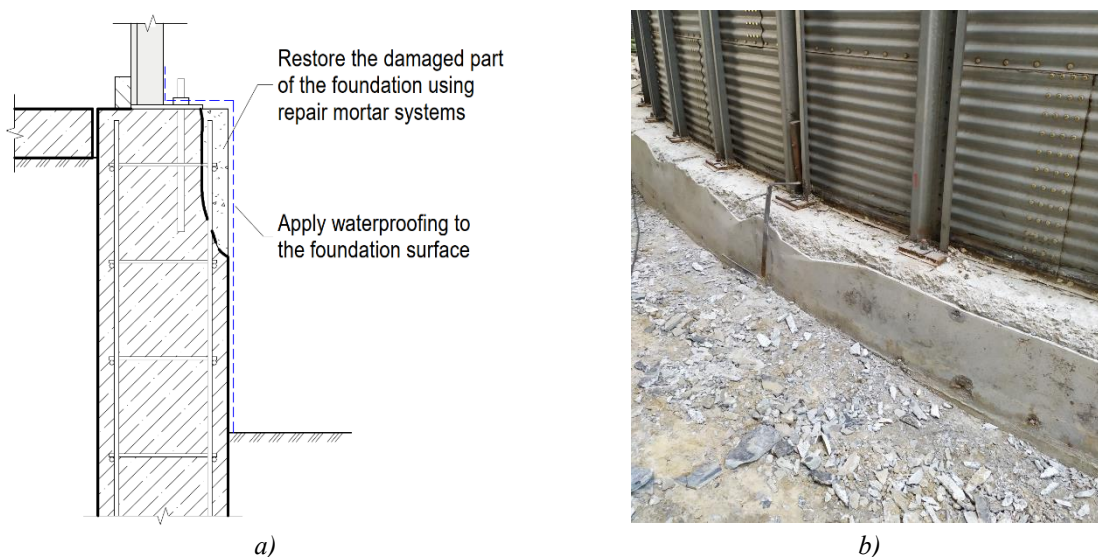 Restore the damaged part
of the foundation using
repair mortar systems
Apply waterproofing to
the foundation surface
a)
b)